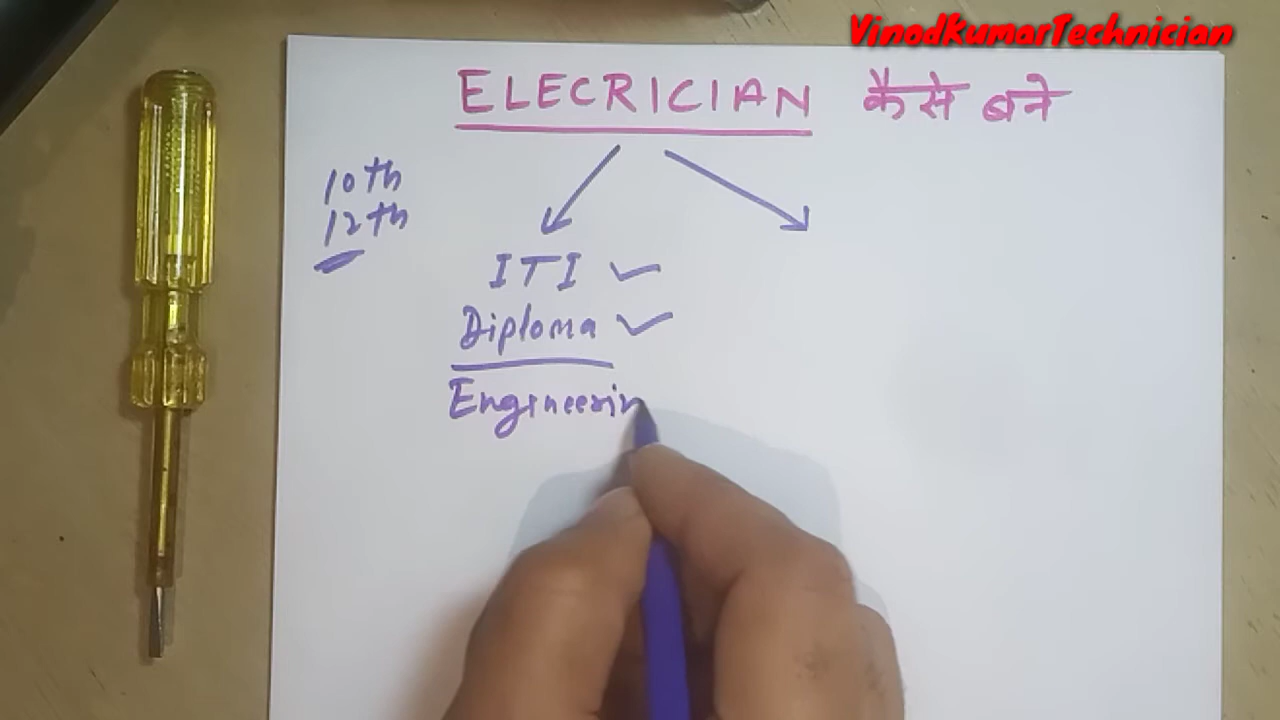 VinodKumarTechnician
ELECRICIAN कैसे बने
10th
12th
ITI
Diploma
Engineerin